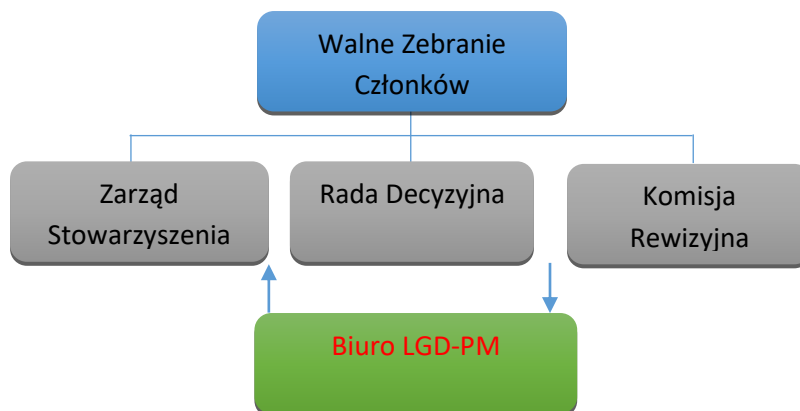 Walne Zebranie
Członków
Zarząd
Stowarzyszenia
Rada Decyzyjna
Komisja
Rewizyjna
Biuro LGD-PM